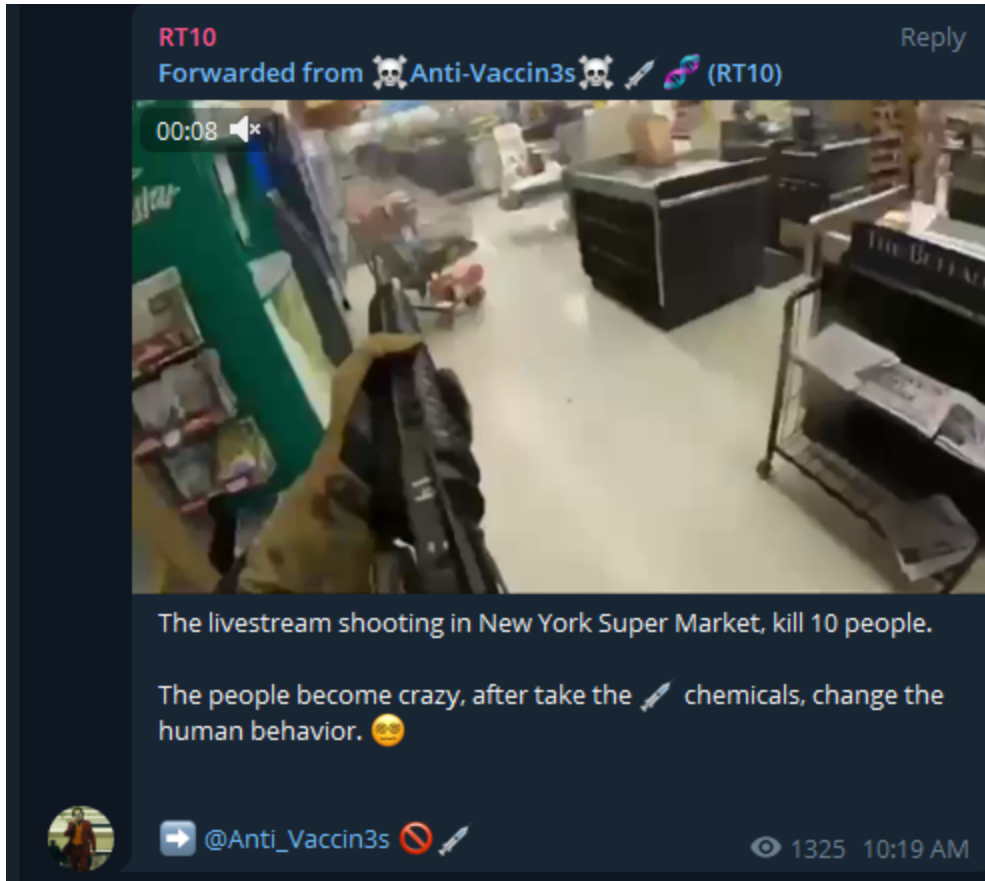 RT10
Reply
Forwarded from ☠Anti-Vaccin3s☠ 💉 🧬 (RT10)
00:08
The livestream shooting in New York Super Market, kill 10 people.
The people become crazy, after take the 💉 chemicals, change the
human behavior. 😵‍💫
➡ @Anti_Vaccin3s 🚫💉
1325 10:19 AM